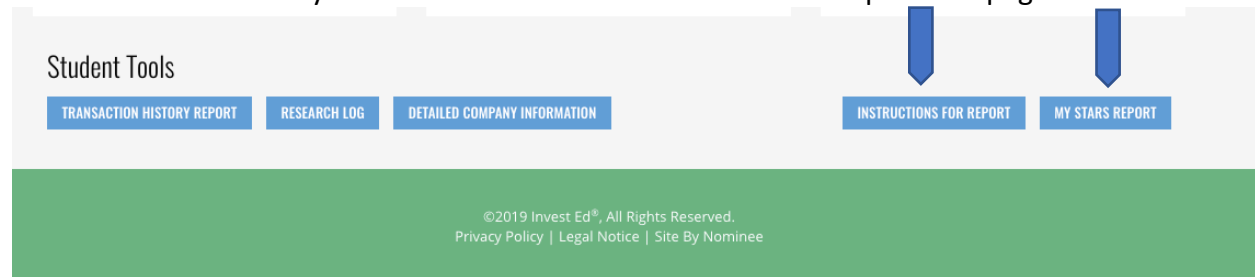 Student Tools
TRANSACTION HISTORY REPORT RESEARCH LOG DETAILED COMPANY INFORMATION INSTRUCTIONS FOR REPORT MY STARS REPORT
©2019 Invest Ed®, All Rights Reserved.
Privacy Policy | Legal Notice | Site By Nominee